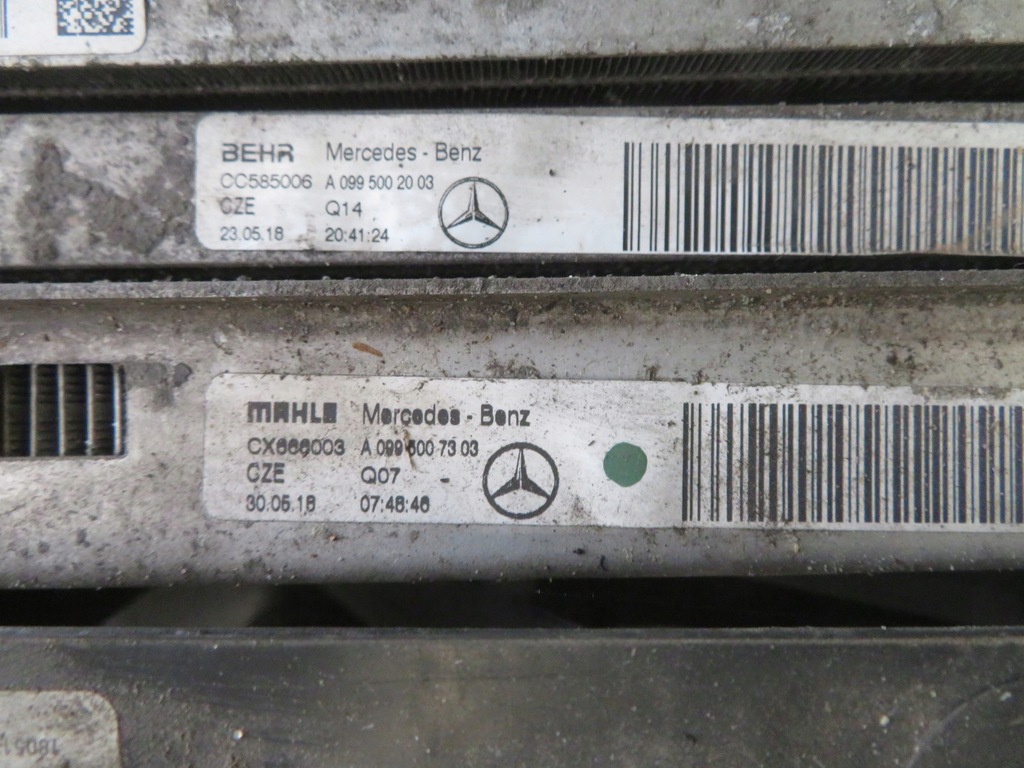 BEHR Mercedes - Benz
CC585006 A 099 500 20 03
CZE Q14
23.05.18 20:41:24
MAHLE Mercedes - Benz
CX666003 A 099 500 73 03
CZE Q07
30.05.18 07:48:46